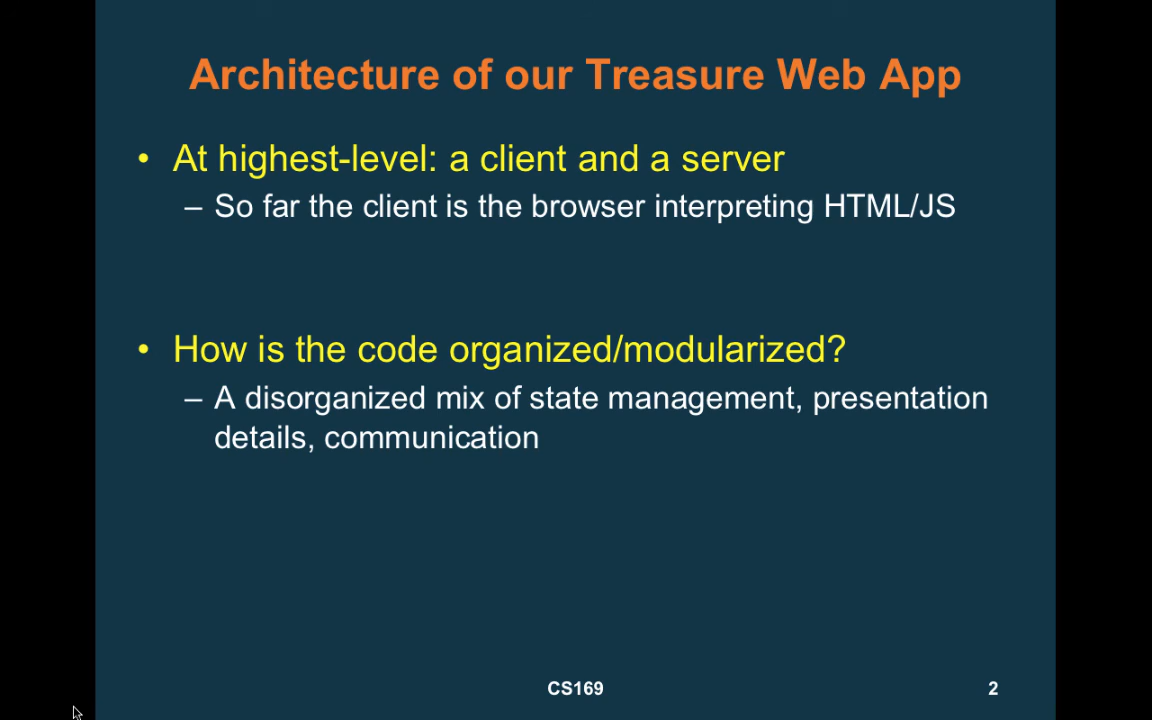 Architecture of our Treasure Web App
• At highest-level: a client and a server
– So far the client is the browser interpreting HTML/JS
• How is the code organized/modularized?
– A disorganized mix of state management, presentation
details, communication
CS169
2